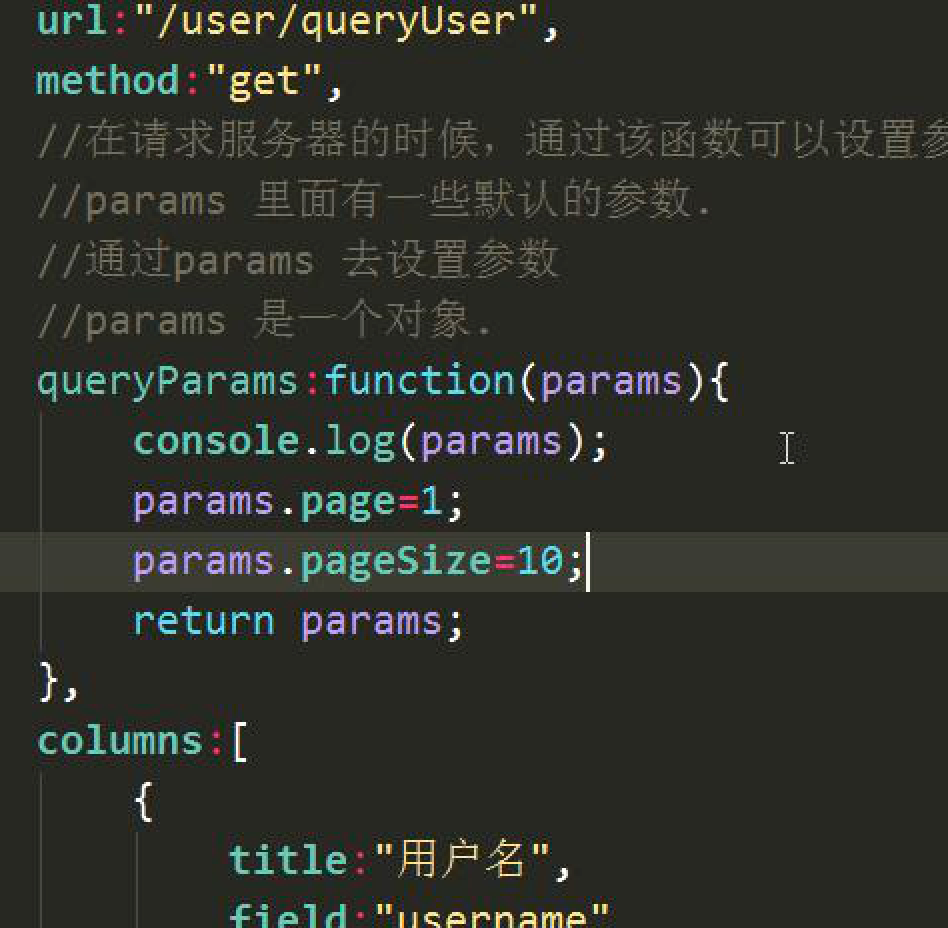 url:"/user/queryUser",
method:"get",
//在请求服务器的时候，通过该函数可以设置参
//params 里面有一些默认的参数.
//通过params 去设置参数
//params 是一个对象.
queryParams:function(params){
console.log(params);
params.page=1;
params.pageSize=10;
return params;
},
columns:[
{
title:"用户名",
field:"username"